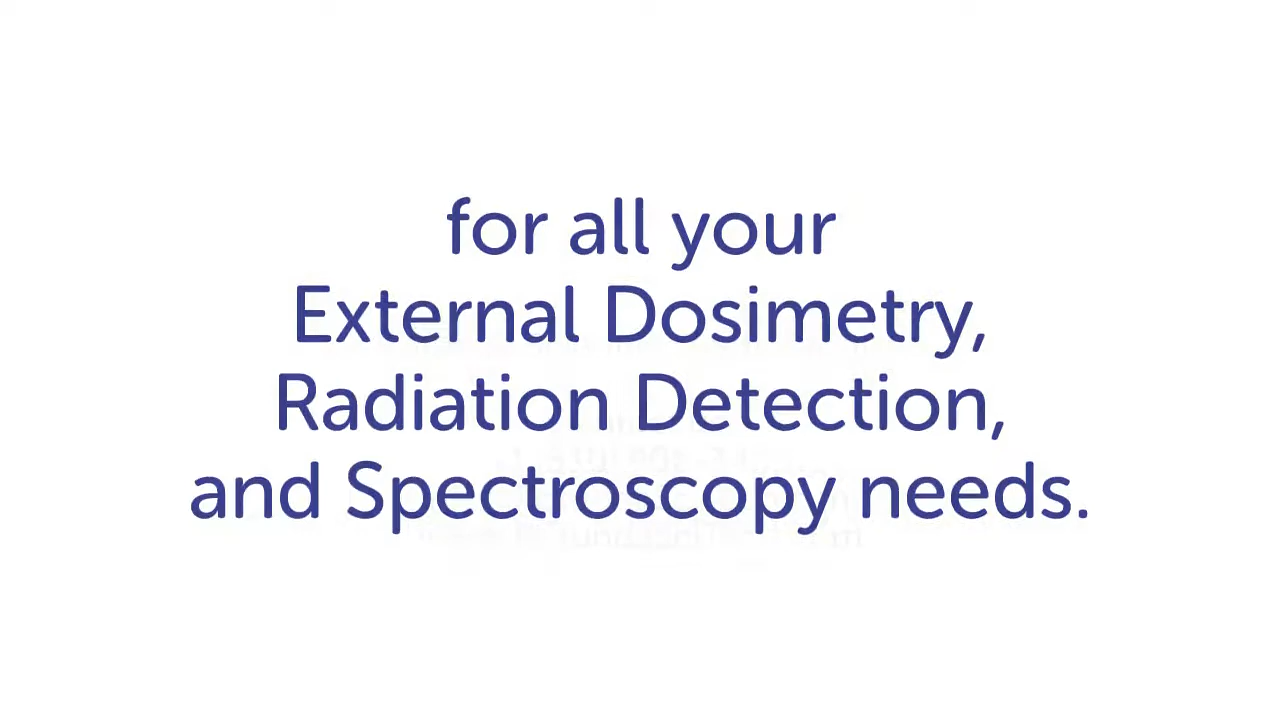 for all your
External Dosimetry,
Radiation Detection,
and Spectroscopy needs.